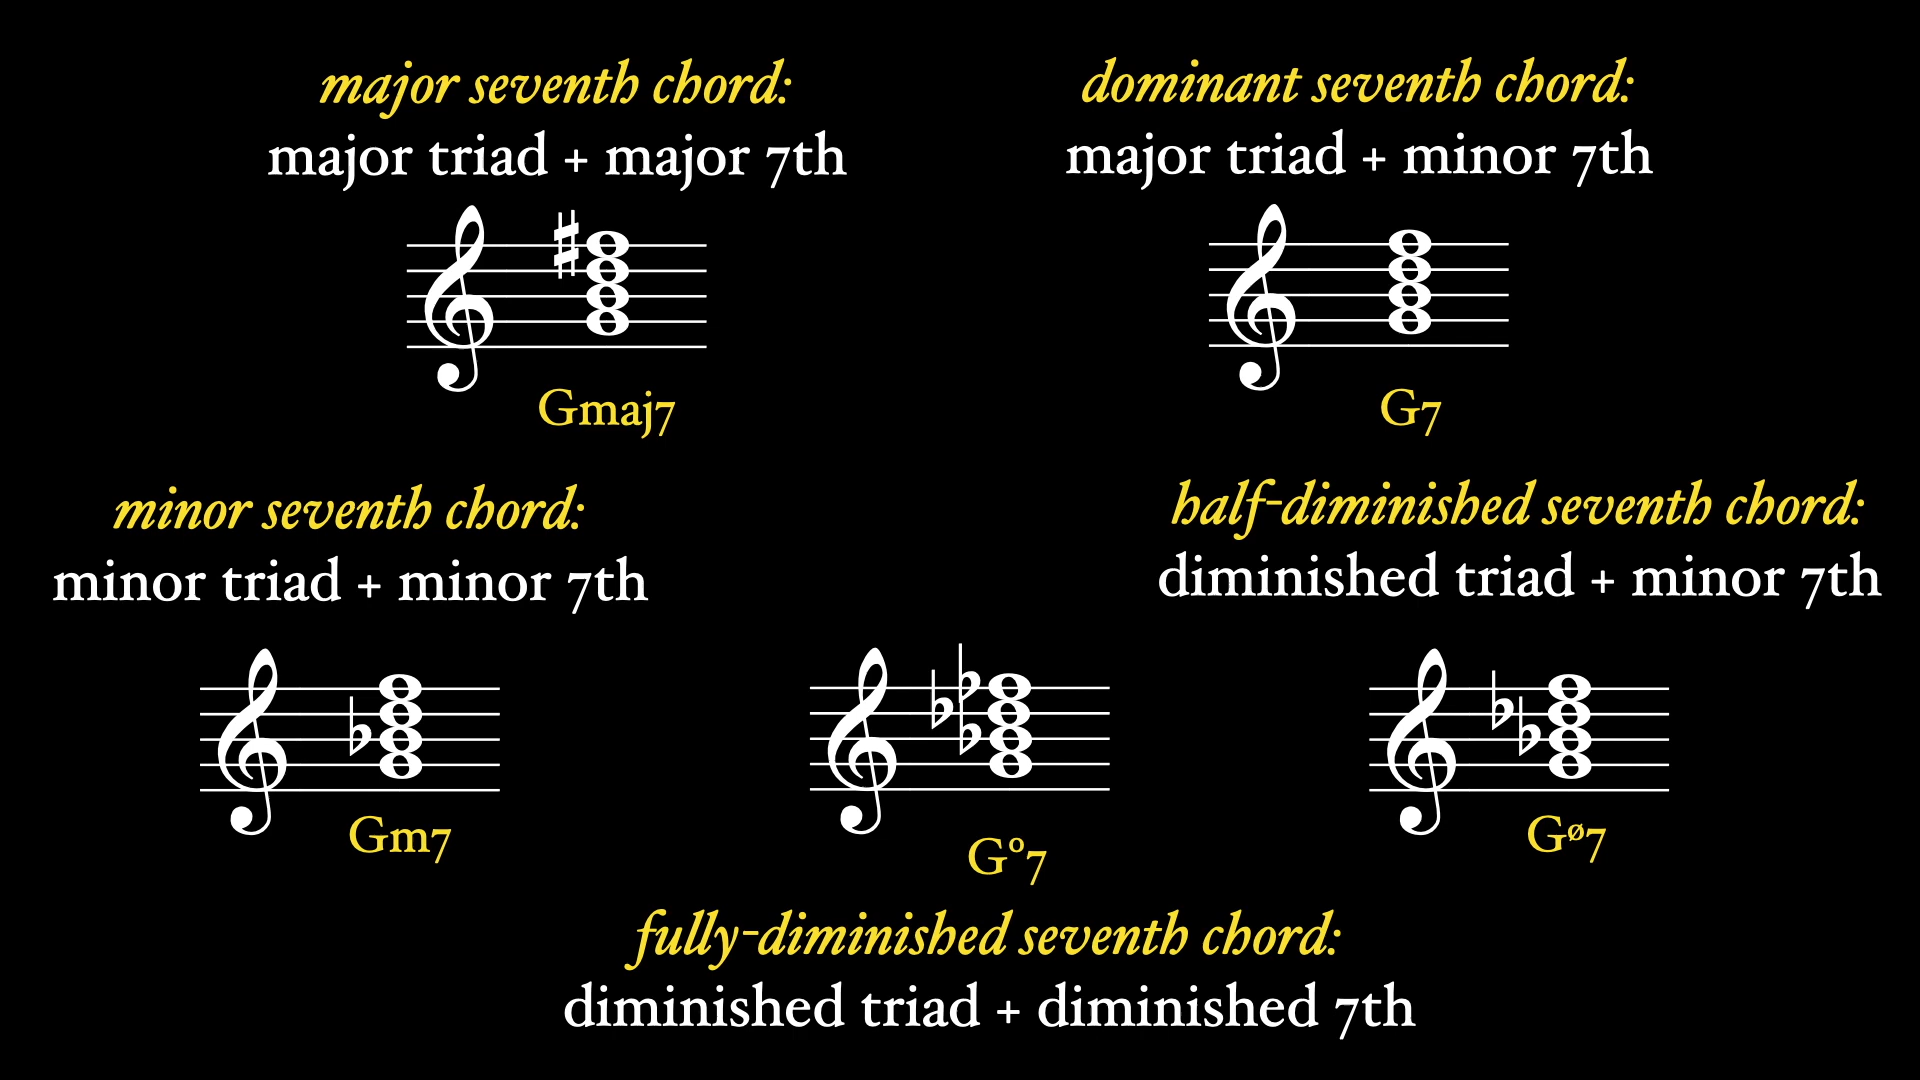 major seventh chord:
major triad + major 7th
Gmaj7
dominant seventh chord:
major triad + minor 7th
G7
minor seventh chord:
minor triad + minor 7th
Gm7
half-diminished seventh chord:
diminished triad + minor 7th
Gø7
Gº7
fully-diminished seventh chord:
diminished triad + diminished 7th